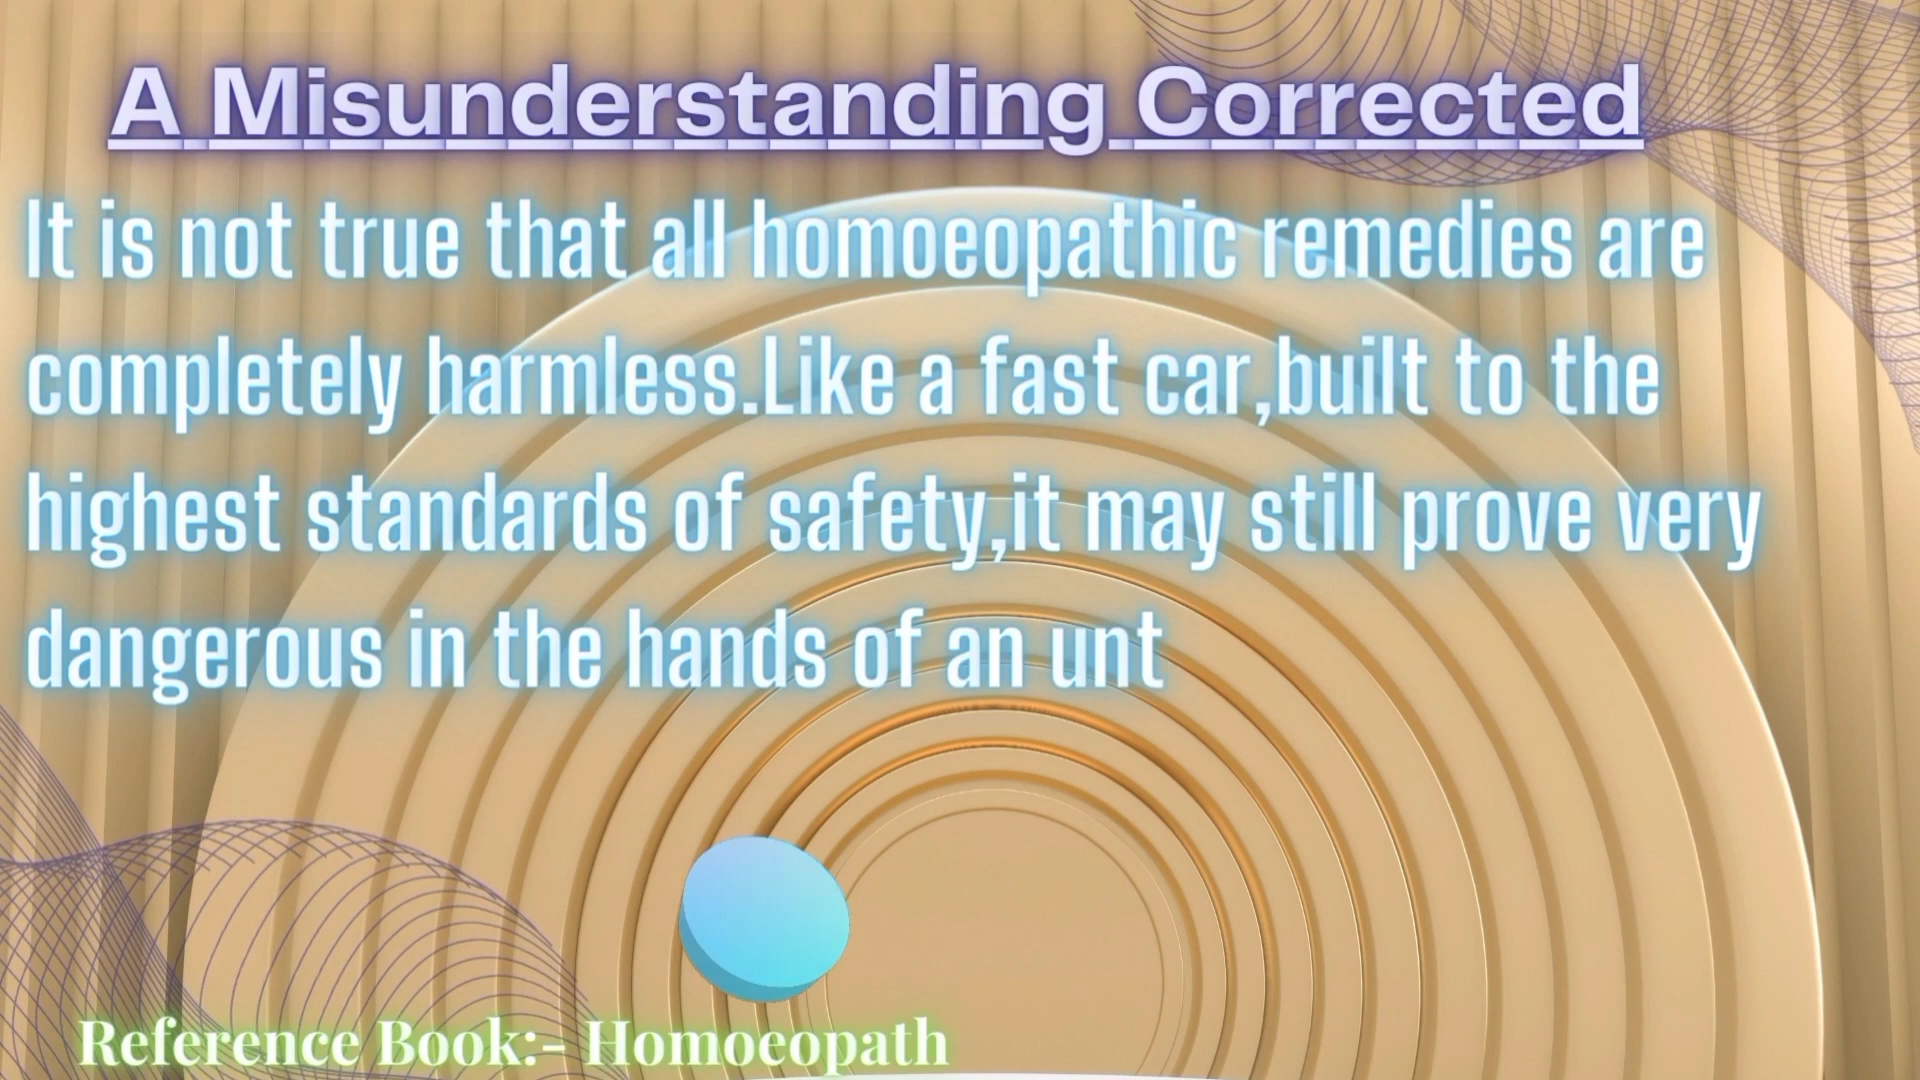 A Misunderstanding Corrected
It is not true that all homoeopathic remedies are
completely harmless.Like a fast car,built to the
highest standards of safety,it may still prove very
dangerous in the hands of an unt
Reference Book:- Homoeopath